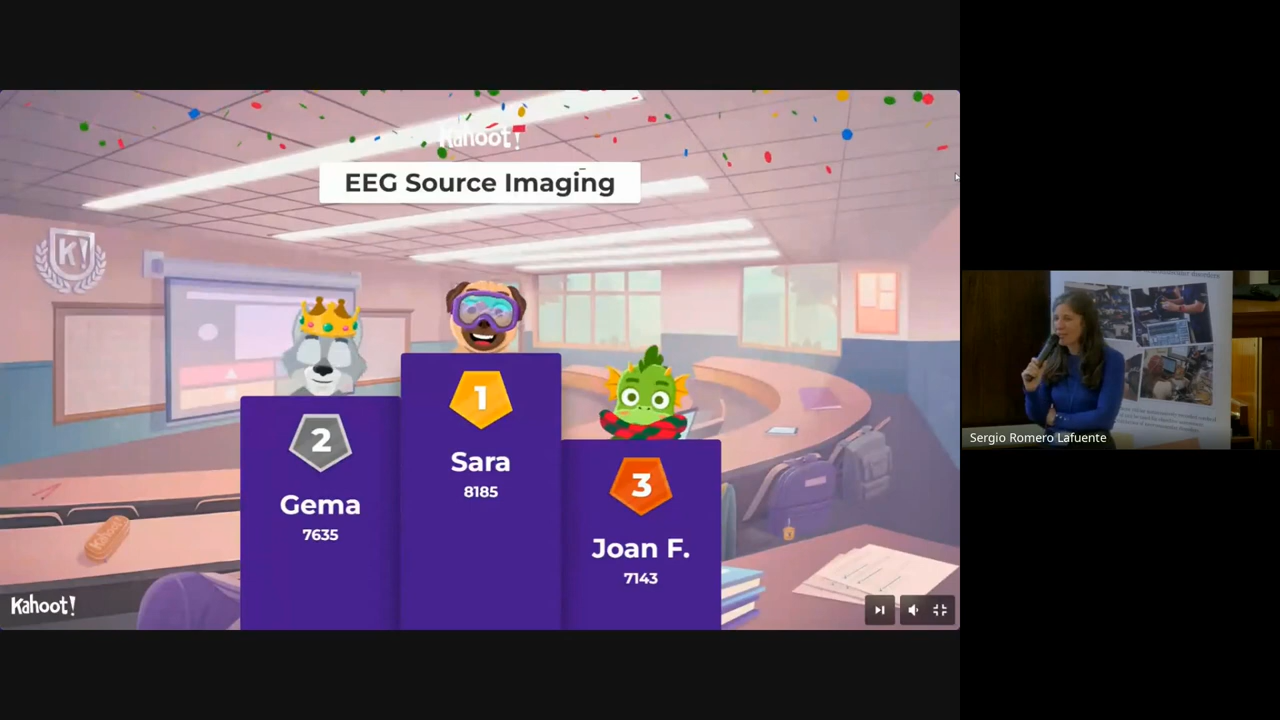 Kahoot!
EEG Source Imaging
K!
1
2
Sara
3
8185
Gema
7635
Joan F.
7143
Kahoot!
Sergio Romero Lafuente